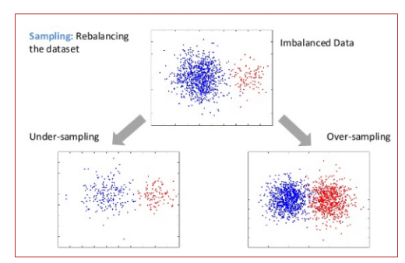 Sampling: Rebalancing
the dataset
Imbalanced Data
Under-sampling
Over-sampling